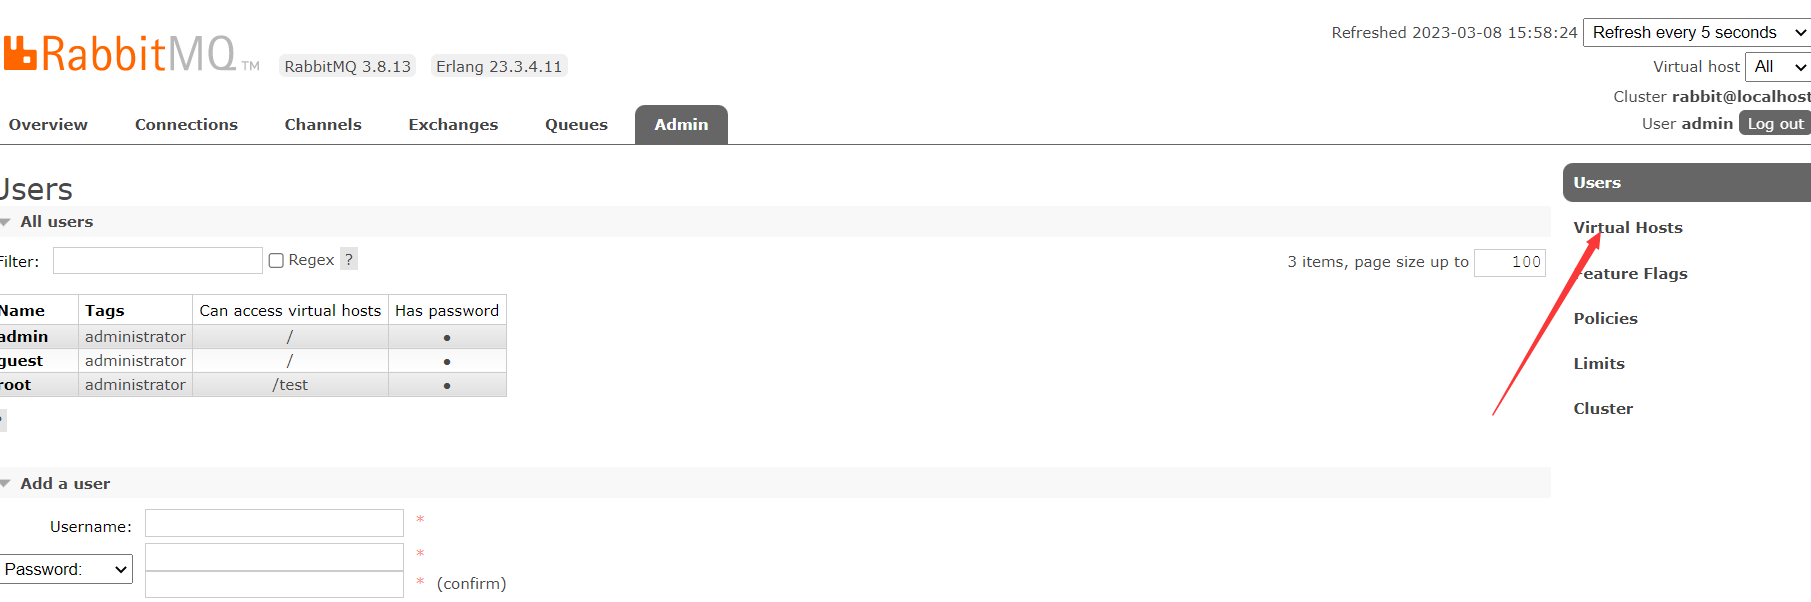 RabbitMQ TM RabbitMQ 3.8.13 Erlang 23.3.4.11
Refreshed 2023-03-08 15:58:24 Refresh every 5 seconds
Virtual host All
Cluster rabbit@localhost
User admin Log out
Overview Connections Channels Exchanges Queues Admin
Users
All users
Filter: Regex ?
3 items, page size up to 100
Name Tags Can access virtual hosts Has password
admin administrator / ●
guest administrator / ●
root administrator /test ●
?
Add a user
Username: *
Password: *
* (confirm)
Users
Virtual Hosts
Feature Flags
Policies
Limits
Cluster